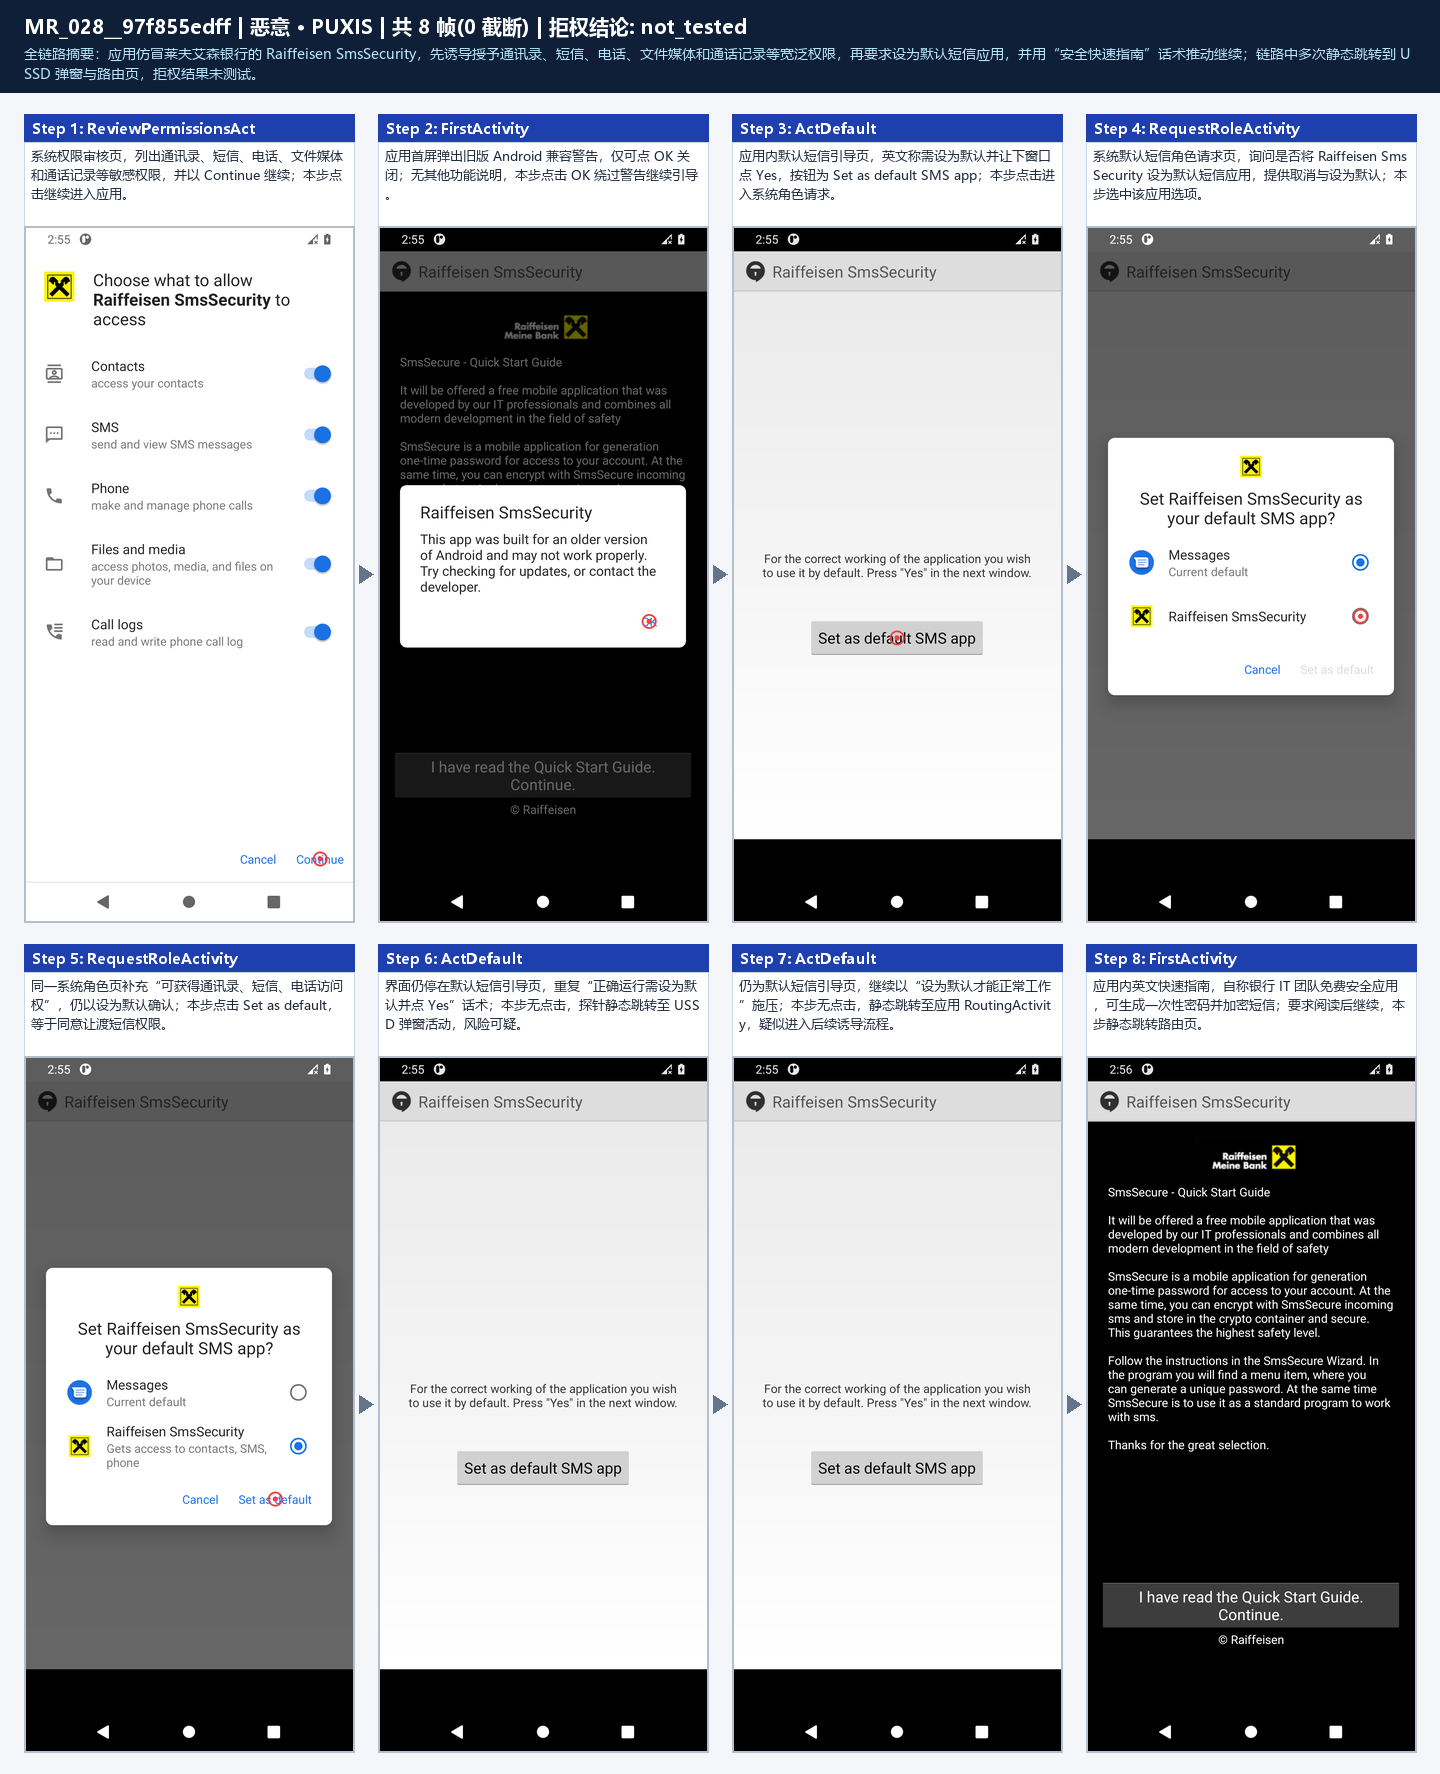 MR_028__97f855edff | 恶意 • PUXIS | 共 8 帧(0 截断) | 拒权结论: not_tested
全链路摘要：应用仿冒莱夫艾森银行的 Raiffeisen SmsSecurity，先诱导授予通讯录、短信、电话、文件媒体和通话记录等宽泛权限，再要求设为默认短信应用，并用“安全快速指南”话术推动继续；链路中多次静态跳转到 U
SSD 弹窗与路由页，拒权结果未测试。
Step 1: ReviewPermissionsAct
系统权限审核页，列出通讯录、短信、电话、文件媒体
和通话记录等敏感权限，并以 Continue 继续；本步点
击继续进入应用。
2:55
Choose what to allow
Raiffeisen SmsSecurity to
access
Contacts
access your contacts
SMS
send and view SMS messages
Phone
make and manage phone calls
Files and media
access photos, media, and files on
your device
Call logs
read and write phone call log
Cancel Continue
Step 2: FirstActivity
应用首屏弹出旧版 Android 兼容警告，仅可点 OK 关
闭；无其他功能说明，本步点击 OK 绕过警告继续引导
。
2:55
Raiffeisen SmsSecurity
Raiffeisen
Meine Bank
SmsSecure - Quick Start Guide
It will be offered a free mobile application that was
developed by our IT professionals and combines all
modern development in the field of safety
SmsSecure is a mobile application for generation
one-time password for access to your account. At the
same time, you can encrypt with SmsSecure incoming
Raiffeisen SmsSecurity
This app was built for an older version
of Android and may not work properly.
Try checking for updates, or contact the
developer.
I have read the Quick Start Guide.
Continue.
© Raiffeisen
Step 3: ActDefault
应用内默认短信引导页，英文称需设为默认并让下窗口
点 Yes，按钮为 Set as default SMS app；本步点击进
入系统角色请求。
2:55
Raiffeisen SmsSecurity
For the correct working of the application you wish
to use it by default. Press "Yes" in the next window.
Set as default SMS app
Step 4: RequestRoleActivity
系统默认短信角色请求页，询问是否将 Raiffeisen Sms
Security 设为默认短信应用，提供取消与设为默认；本
步选中该应用选项。
2:55
Raiffeisen SmsSecurity
Set Raiffeisen SmsSecurity as
your default SMS app?
Messages
Current default
Raiffeisen SmsSecurity
Cancel Set as default
Step 5: RequestRoleActivity
同一系统角色页补充“可获得通讯录、短信、电话访问
权”，仍以设为默认确认；本步点击 Set as default，
等于同意让渡短信权限。
2:55
Raiffeisen SmsSecurity
Set Raiffeisen SmsSecurity as
your default SMS app?
Messages
Current default
Raiffeisen SmsSecurity
Gets access to contacts, SMS,
phone
Cancel Set as default
Step 6: ActDefault
界面仍停在默认短信引导页，重复“正确运行需设为默
认并点 Yes”话术；本步无点击，探针静态跳转至 USS
D 弹窗活动，风险可疑。
2:55
Raiffeisen SmsSecurity
For the correct working of the application you wish
to use it by default. Press "Yes" in the next window.
Set as default SMS app
Step 7: ActDefault
仍为默认短信引导页，继续以“设为默认才能正常工作
”施压；本步无点击，静态跳转至应用 RoutingActivit
y，疑似进入后续诱导流程。
2:55
Raiffeisen SmsSecurity
For the correct working of the application you wish
to use it by default. Press "Yes" in the next window.
Set as default SMS app
Step 8: FirstActivity
应用内英文快速指南，自称银行 IT 团队免费安全应用
，可生成一次性密码并加密短信；要求阅读后继续，本
步静态跳转路由页。
2:56
Raiffeisen SmsSecurity
Raiffeisen
Meine Bank
SmsSecure - Quick Start Guide
It will be offered a free mobile application that was
developed by our IT professionals and combines all
modern development in the field of safety
SmsSecure is a mobile application for generation
one-time password for access to your account. At the
same time, you can encrypt with SmsSecure incoming
sms and store in the crypto container and secure.
This guarantees the highest safety level.
Follow the instructions in the SmsSecure Wizard. In
the program you will find a menu item, where you
can generate a unique password. At the same time
SmsSecure is to use it as a standard program to work
with sms.
Thanks for the great selection.
I have read the Quick Start Guide.
Continue.
© Raiffeisen